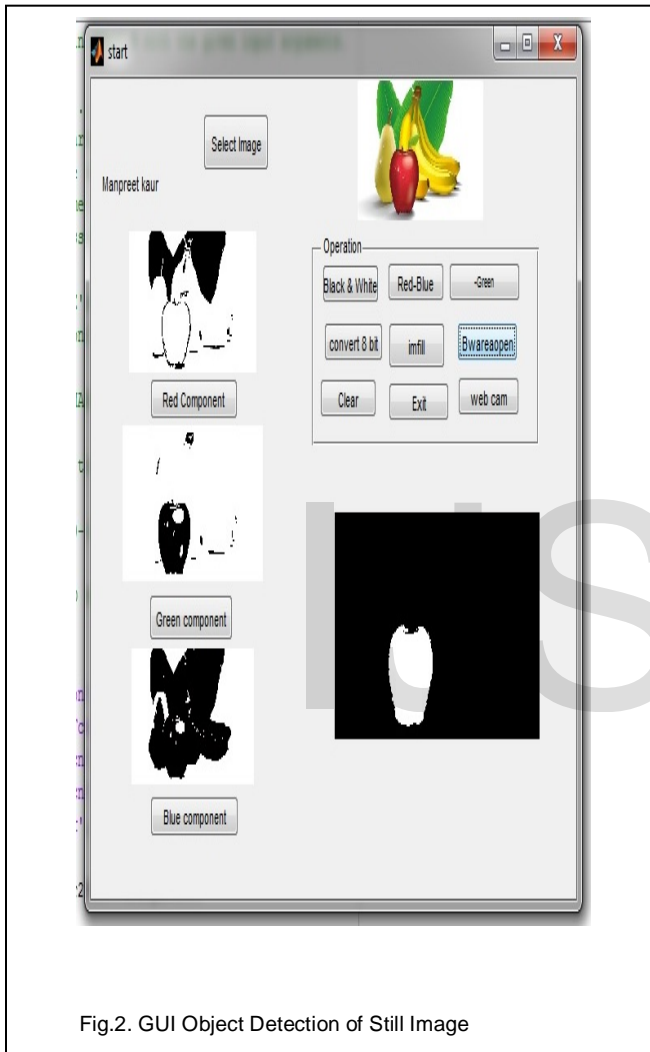 start
Select Image
Manpreet kaur
Operation
Black & White Red-Blue -Green
convert 8 bit imfill Bwareaopen
Clear Exit web cam
Red Component
Green component
Blue component
Fig.2. GUI Object Detection of Still Image